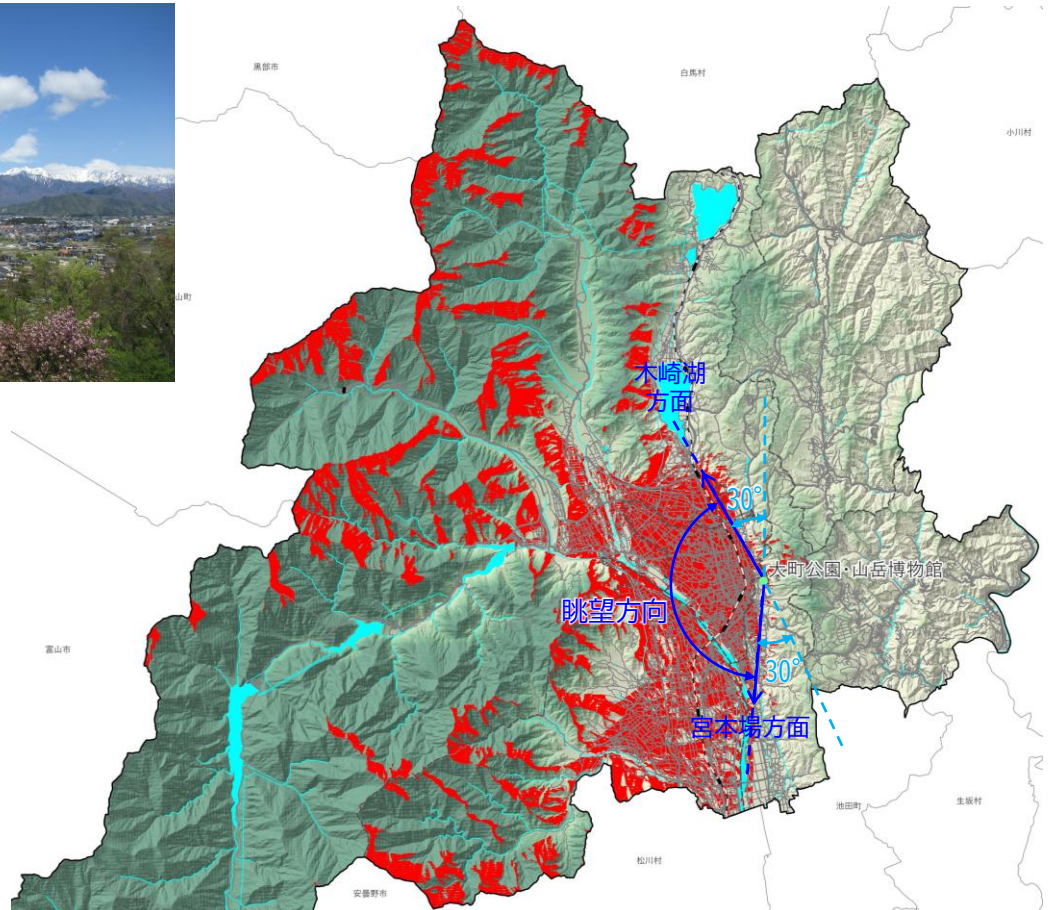 黒部市
白馬村
小川村
山町
木崎湖
方面
30°
大町公園・山岳博物館
眺望方向
30°
富山市
宮本場方面
池田町
生坂村
松川村
安曇野市